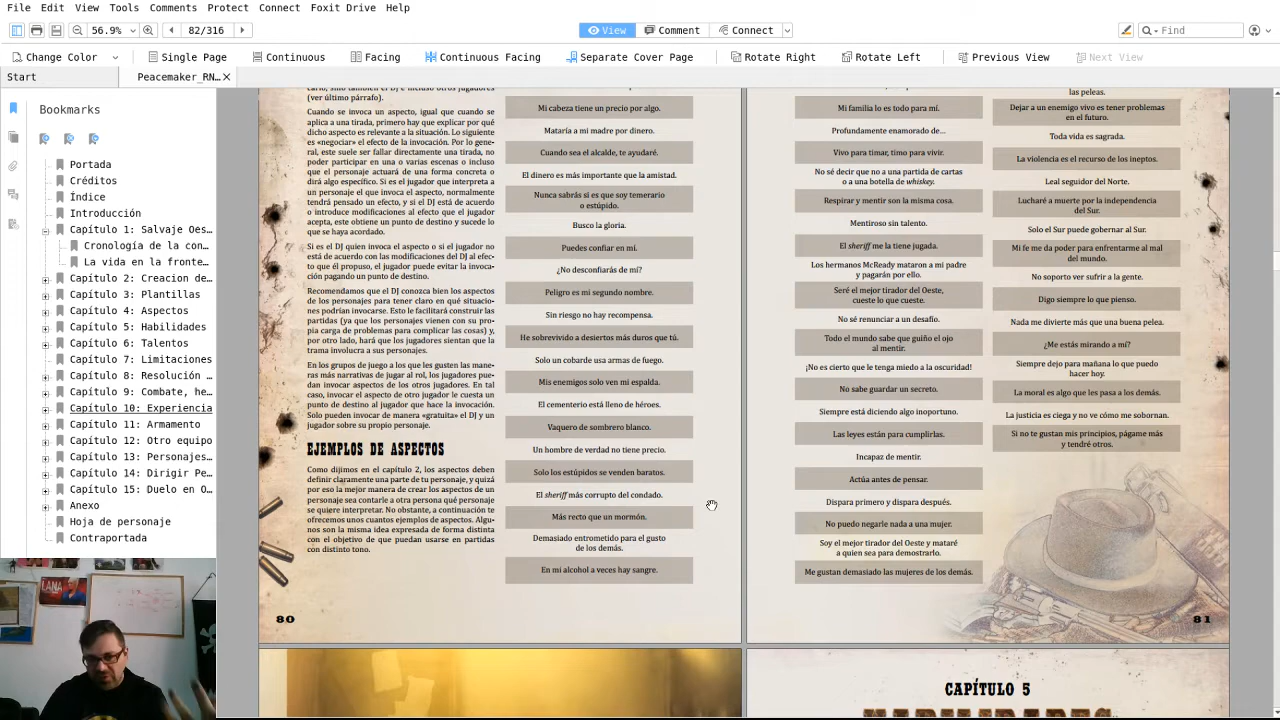 File Edit View Tools Comments Protect Connect Foxit Drive Help
56.9% 82/316 View Comment Connect Find
Change Color Single Page Continuous Facing Continuous Facing Separate Cover Page Rotate Right Rotate Left Previous View Next View
Start Peacemaker_RN...
Bookmarks
Portada
Créditos
Índice
Introducción
Capítulo 1: Salvaje Oes...
Cronología de la con...
La vida en la fronte...
Capítulo 2: Creacion de...
Capítulo 3: Plantillas
Capítulo 4: Aspectos
Capítulo 5: Habilidades
Capítulo 6: Talentos
Capítulo 7: Limitaciones
Capítulo 8: Resolución ...
Capítulo 9: Combate, he...
Capítulo 10: Experiencia
Capítulo 11: Armamento
Capítulo 12: Otro equipo
Capítulo 13: Personajes...
Capítulo 14: Dirigir Pe...
Capítulo 15: Duelo en O...
Anexo
Hoja de personaje
Contraportada
LANA
(ver último párrafo).
Cuando se invoca un aspecto, igual que cuando se
aplica a una tirada, primero hay que explicar por qué
dicho aspecto es relevante a la situación. Lo siguiente
es «negociar» el efecto de la invocación. Por lo gene-
ral, este suele ser fallar directamente una tirada, no
poder participar en una o varias escenas o incluso
que el personaje actuará de una forma concreta o
dirá algo específico. Si es el jugador que interpreta a
un personaje el que invoca el aspecto, normalmente
tendrá pensado un efecto, y si el DJ está de acuerdo
o introduce modificaciones al efecto que el jugador
acepta, este obtiene un punto de destino y sucede lo
que se haya acordado.
Si es el DJ quien invoca el aspecto o si el jugador no
está de acuerdo con las modificaciones del DJ al efec-
to que él propuso, el jugador puede evitar la invoca-
ción pagando un punto de destino.
Recomendamos que el DJ conozca bien los aspectos
de los personajes para tener claro en qué situacio-
nes podrían invocarse. Esto le facilitará construir las
partidas (ya que los personajes vienen con su pro-
pia carga de problemas para complicar las cosas) y,
por otro lado, hará que los jugadores sientan que la
trama involucra a sus personajes.
En los grupos de juego a los que les gusten las mane-
ras más narrativas de jugar al rol, los jugadores pue-
dan invocar aspectos de los otros jugadores. En tal
caso, invocar el aspecto de otro jugador le cuesta un
punto de destino al jugador que hace la invocación.
Solo pueden invocar de manera «gratuita» el DJ y un
jugador sobre su propio personaje.
EJEMPLOS DE ASPECTOS
Como dijimos en el capítulo 2, los aspectos deben
definir claramente una parte de tu personaje, y quizá
por eso la mejor manera de crear los aspectos de un
personaje sea contarle a otra persona qué personaje
se quiere interpretar. No obstante, a continuación te
ofrecemos unos cuantos ejemplos de aspectos. Algu-
nos son la misma idea expresada de forma distinta
con el objetivo de que puedan usarse en partidas
con distinto tono.
80
Mi cabeza tiene un precio por algo.
Mataría a mi madre por dinero.
Cuando sea el alcalde, te ayudaré.
El dinero es más importante que la amistad.
Nunca sabrás si es que soy temerario
o estúpido.
Busco la gloria.
Puedes confiar en mí.
¿No desconfiarás de mí?
Peligro es mi segundo nombre.
Sin riesgo no hay recompensa.
He sobrevivido a desiertos más duros que tú.
Solo un cobarde usa armas de fuego.
Mis enemigos solo ven mi espalda.
El cementerio está lleno de héroes.
Vaquero de sombrero blanco.
Un hombre de verdad no tiene precio.
Solo los estúpidos se venden baratos.
El sheriff más corrupto del condado.
Más recto que un mormón.
Demasiado entrometido para el gusto
de los demás.
En mi alcohol a veces hay sangre.
Mi familia lo es todo para mí.
Profundamente enamorado de...
Vivo para timar, timo para vivir.
No sé decir que no a una partida de cartas
o a una botella de whiskey.
Respirar y mentir son la misma cosa.
Mentiroso sin talento.
El sheriff me la tiene jugada.
Los hermanos McReady mataron a mi padre
y pagarán por ello.
Seré el mejor tirador del Oeste,
cueste lo que cueste.
No sé renunciar a un desafío.
Todo el mundo sabe que guiño el ojo
al mentir.
¡No es cierto que le tenga miedo a la oscuridad!
No sabe guardar un secreto.
Siempre está diciendo algo inoportuno.
Las leyes están para cumplirlas.
Incapaz de mentir.
Actúa antes de pensar.
Dispara primero y dispara después.
No puedo negarle nada a una mujer.
Soy el mejor tirador del Oeste y mataré
a quien sea para demostrarlo.
Me gustan demasiado las mujeres de los demás.
las peleas.
Dejar a un enemigo vivo es tener problemas
en el futuro.
Toda vida es sagrada.
La violencia es el recurso de los ineptos.
Leal seguidor del Norte.
Lucharé a muerte por la independencia
del Sur.
Solo el Sur puede gobernar al Sur.
Mi fe me da poder para enfrentarme al mal
del mundo.
No soporto ver sufrir a la gente.
Digo siempre lo que pienso.
Nada me divierte más que una buena pelea.
¿Me estás mirando a mí?
Siempre dejo para mañana lo que puedo
hacer hoy.
La moral es algo que les pasa a los demás.
La justicia es ciega y no ve cómo me sobornan.
Si no te gustan mis principios, págame más
y tendré otros.
81
CAPÍTULO 5